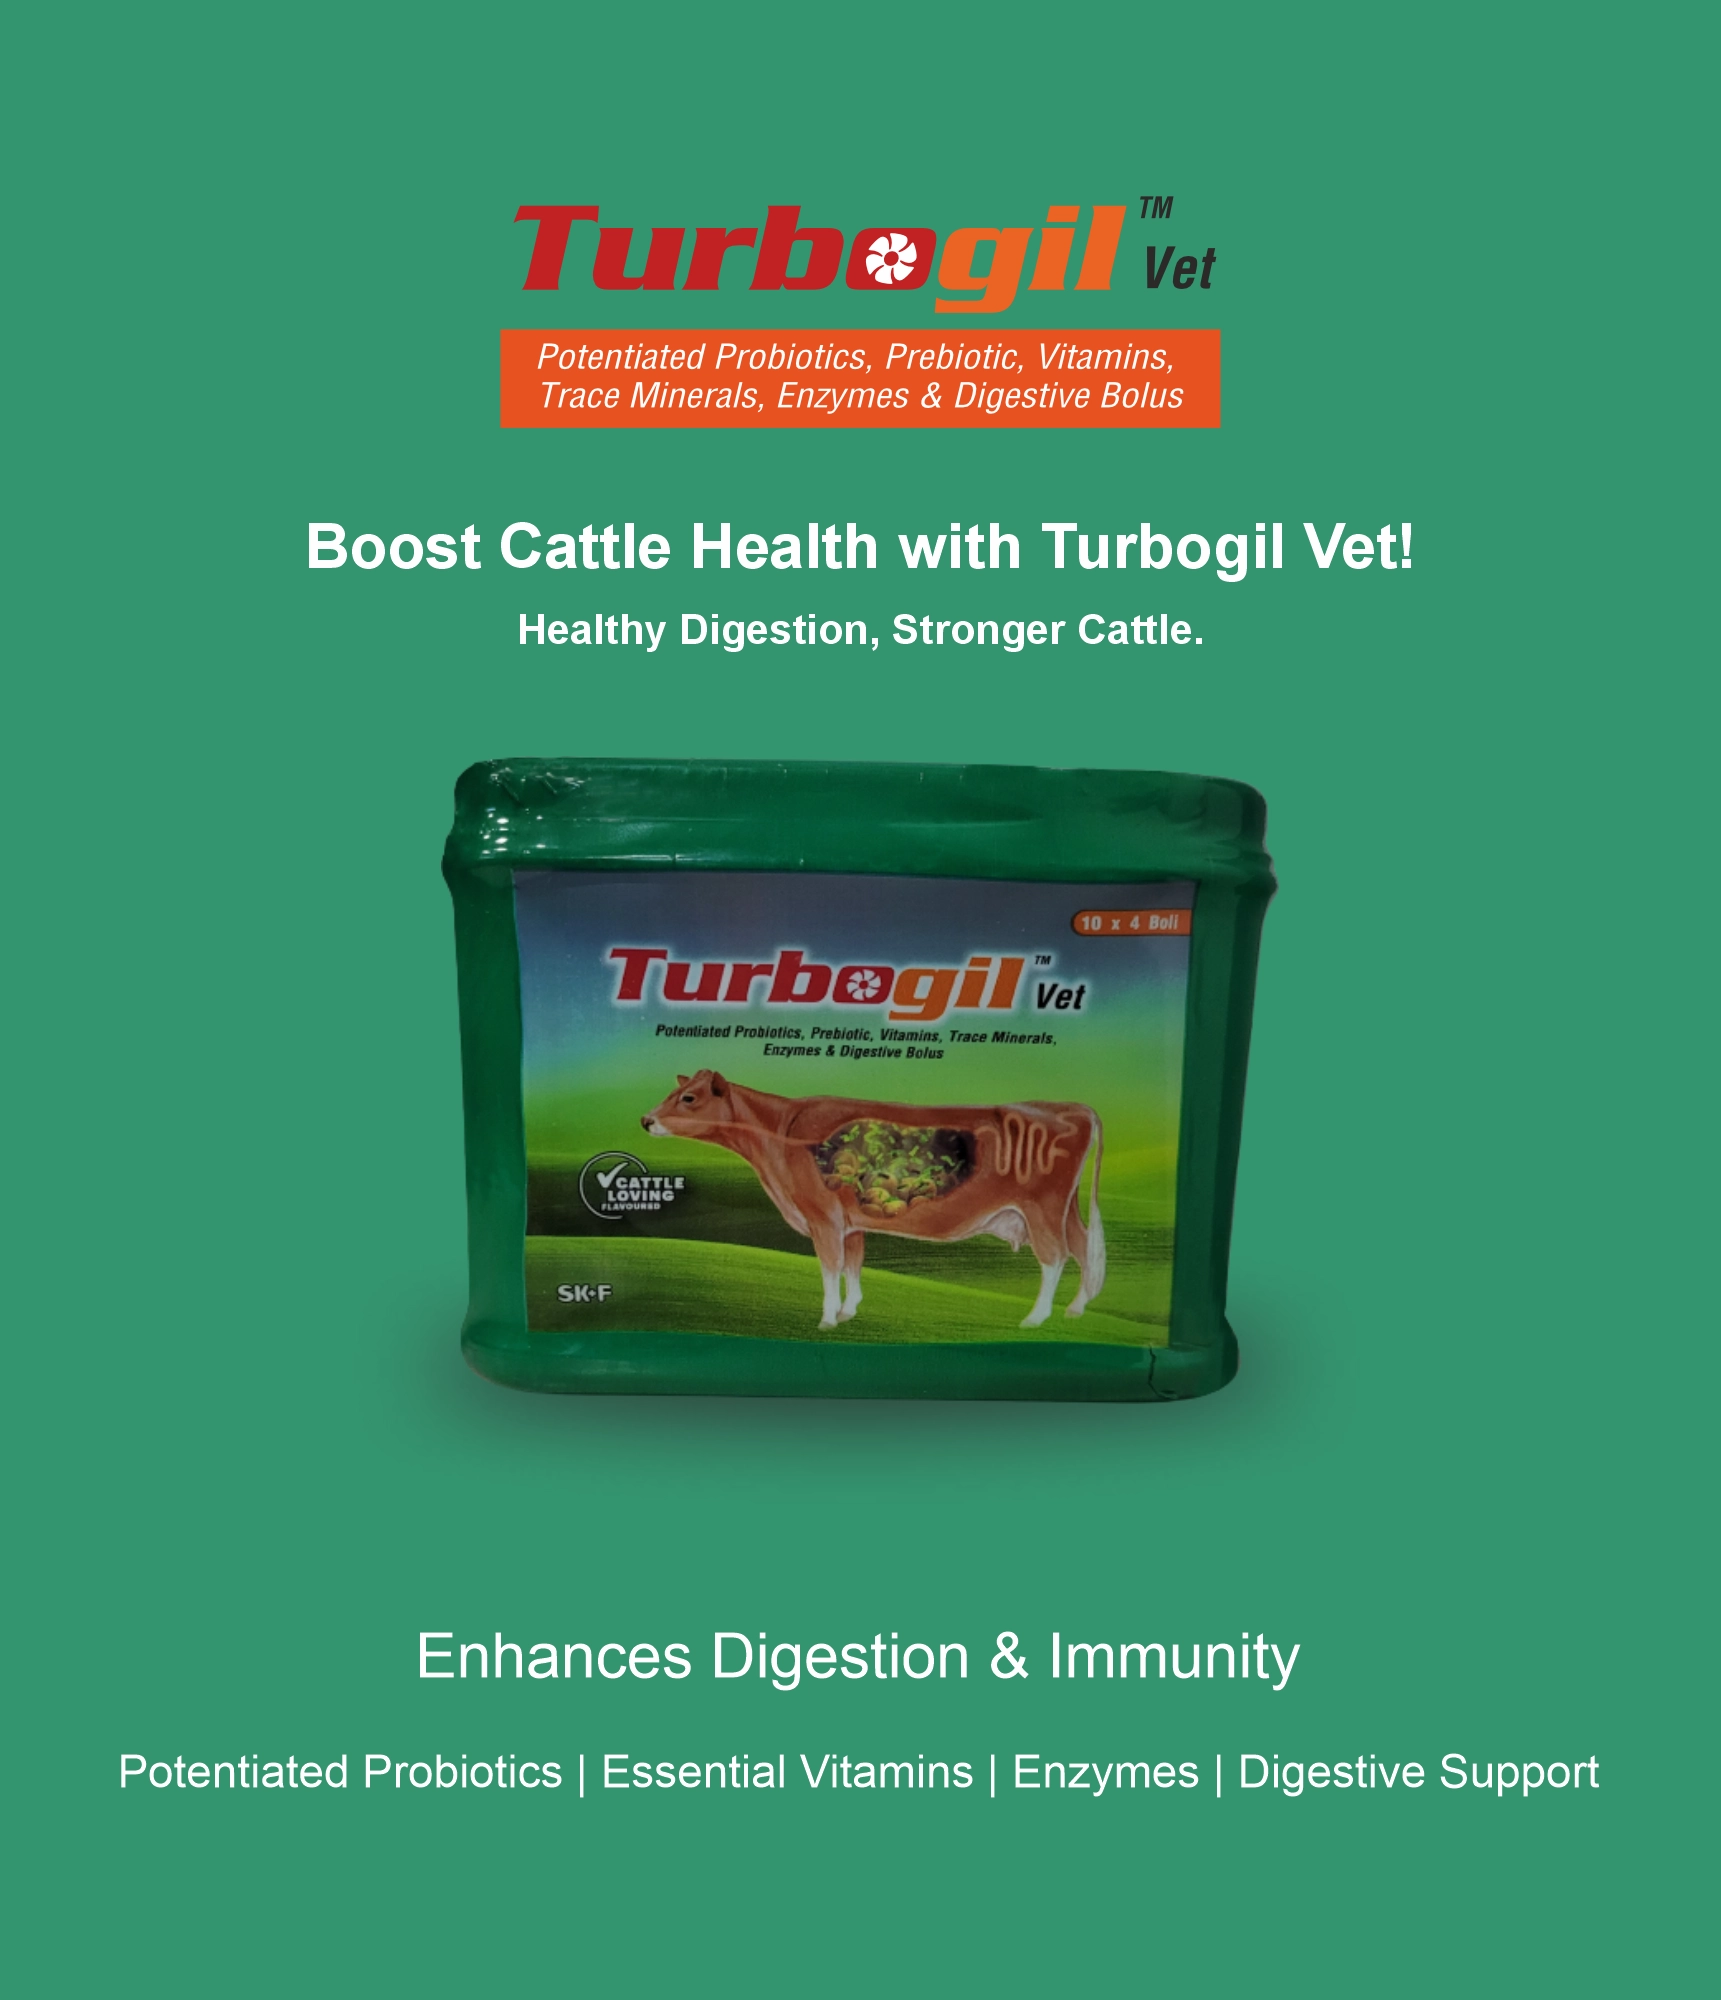 Turbogil™ Vet
Potentiated Probiotics, Prebiotic, Vitamins,
Trace Minerals, Enzymes & Digestive Bolus
Boost Cattle Health with Turbogil Vet!
Healthy Digestion, Stronger Cattle.
10 x 4 Boli
Turbogil™ Vet
Potentiated Probiotics, Prebiotic, Vitamins, Trace Minerals,
Enzymes & Digestive Bolus
CATTLE
LOVING
FLAVOURED
SK+F
Enhances Digestion & Immunity
Potentiated Probiotics | Essential Vitamins | Enzymes | Digestive Support